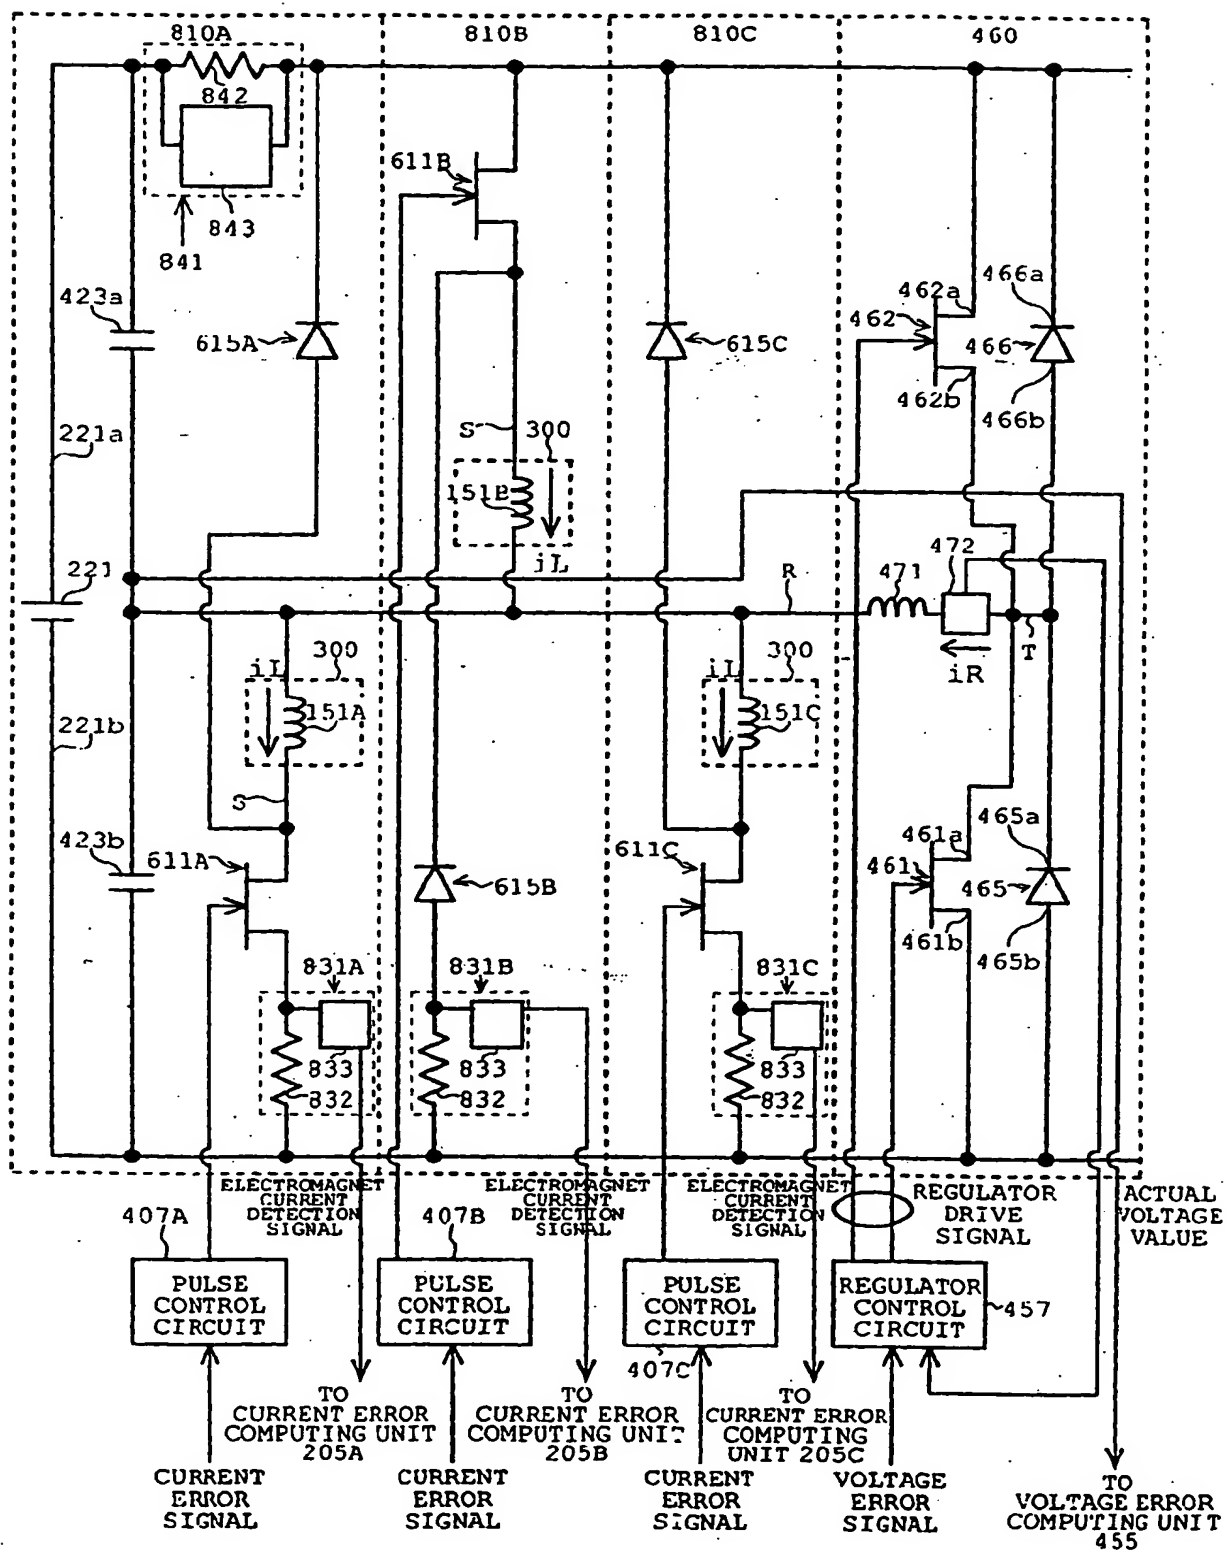 810A
810B
810C
460
842
843
841
611B
423a
615A
615C
462a
466a
462
466
462b
466b
221a
S
300
151B
iL
221
R
471
472
T
iR
iL
300
iL
300
151A
151C
221b
S
423b
611A
611C
461a
465a
461
465
461b
465b
615B
831A
831B
831C
833
833
833
832
832
832
ELECTROMAGNET
CURRENT
DETECTION
SIGNAL
ELECTROMAGNET
CURRENT
DETECTION
SIGNAL
ELECTROMAGNET
CURRENT
DETECTION
SIGNAL
REGULATOR
DRIVE
SIGNAL
ACTUAL
VOLTAGE
VALUE
407A
407B
PULSE
CONTROL
CIRCUIT
PULSE
CONTROL
CIRCUIT
PULSE
CONTROL
CIRCUIT
REGULATOR
CONTROL
CIRCUIT
457
407C
TO
CURRENT ERROR
COMPUTING UNIT
205A
TO
CURRENT ERROR
COMPUTING UNIT
205B
TO
CURRENT ERROR
COMPUTING
UNIT 205C
CURRENT
ERROR
SIGNAL
CURRENT
ERROR
SIGNAL
CURRENT
ERROR
SIGNAL
VOLTAGE
ERROR
SIGNAL
TO
VOLTAGE ERROR
COMPUTING UNIT
455